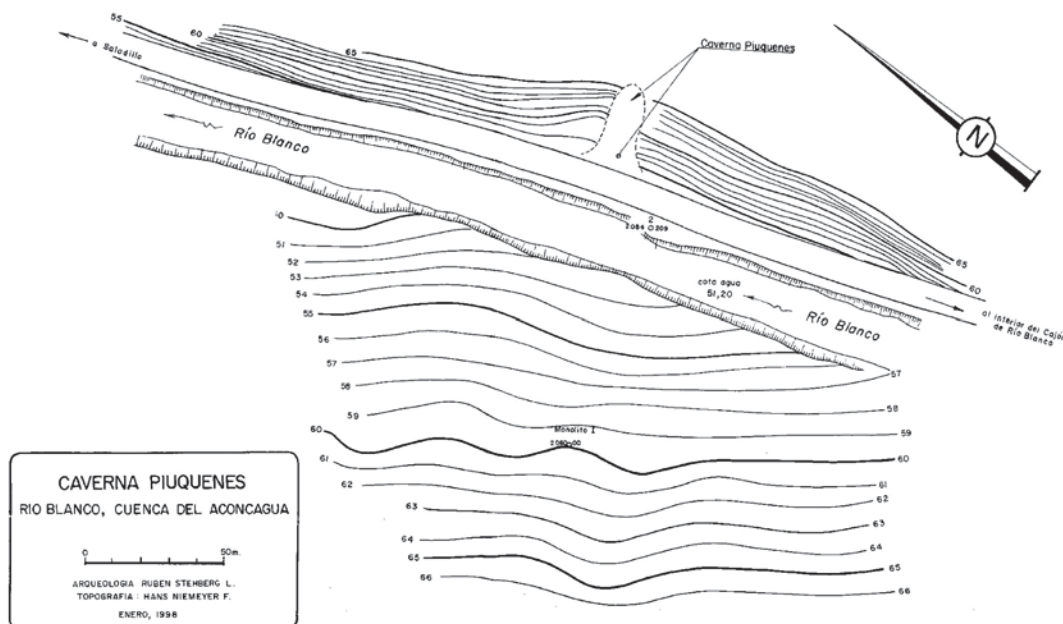 55
60
65
a Saladillo
Caverna Piuquenes
N
Río Blanco
2
2084 209
50
51
52
53
54
55
56
57
58
59
60
61
62
63
64
65
66
cota agua
51,20
Río Blanco
65
60
al interior del Cajón
de Río Blanco
57
58
59
Monolito I
60
61
62
63
64
65
66
CAVERNA PIUQUENES
RIO BLANCO, CUENCA DEL ACONCAGUA
0 50m.
ARQUEOLOGIA RUBEN STEHBERG L.
TOPOGRAFIA : HANS NIEMEYER F.
ENERO, 1998